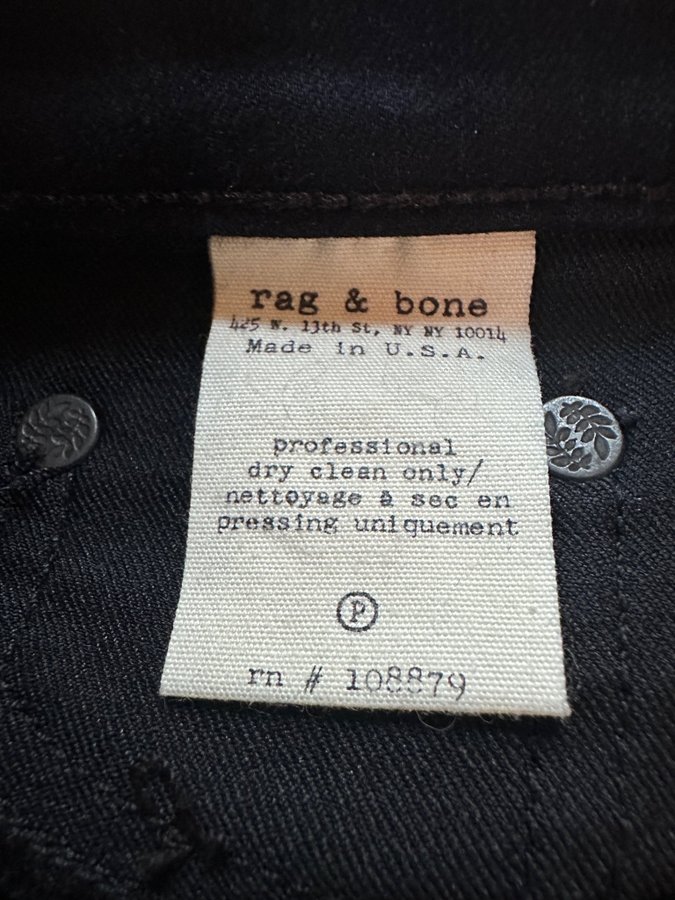 rag & bone
425 W. 13th St, NY NY 10014
Made in U.S.A.
professional
dry clean only/
nettoyage à sec en
pressing uniquement
P
rn # 108879